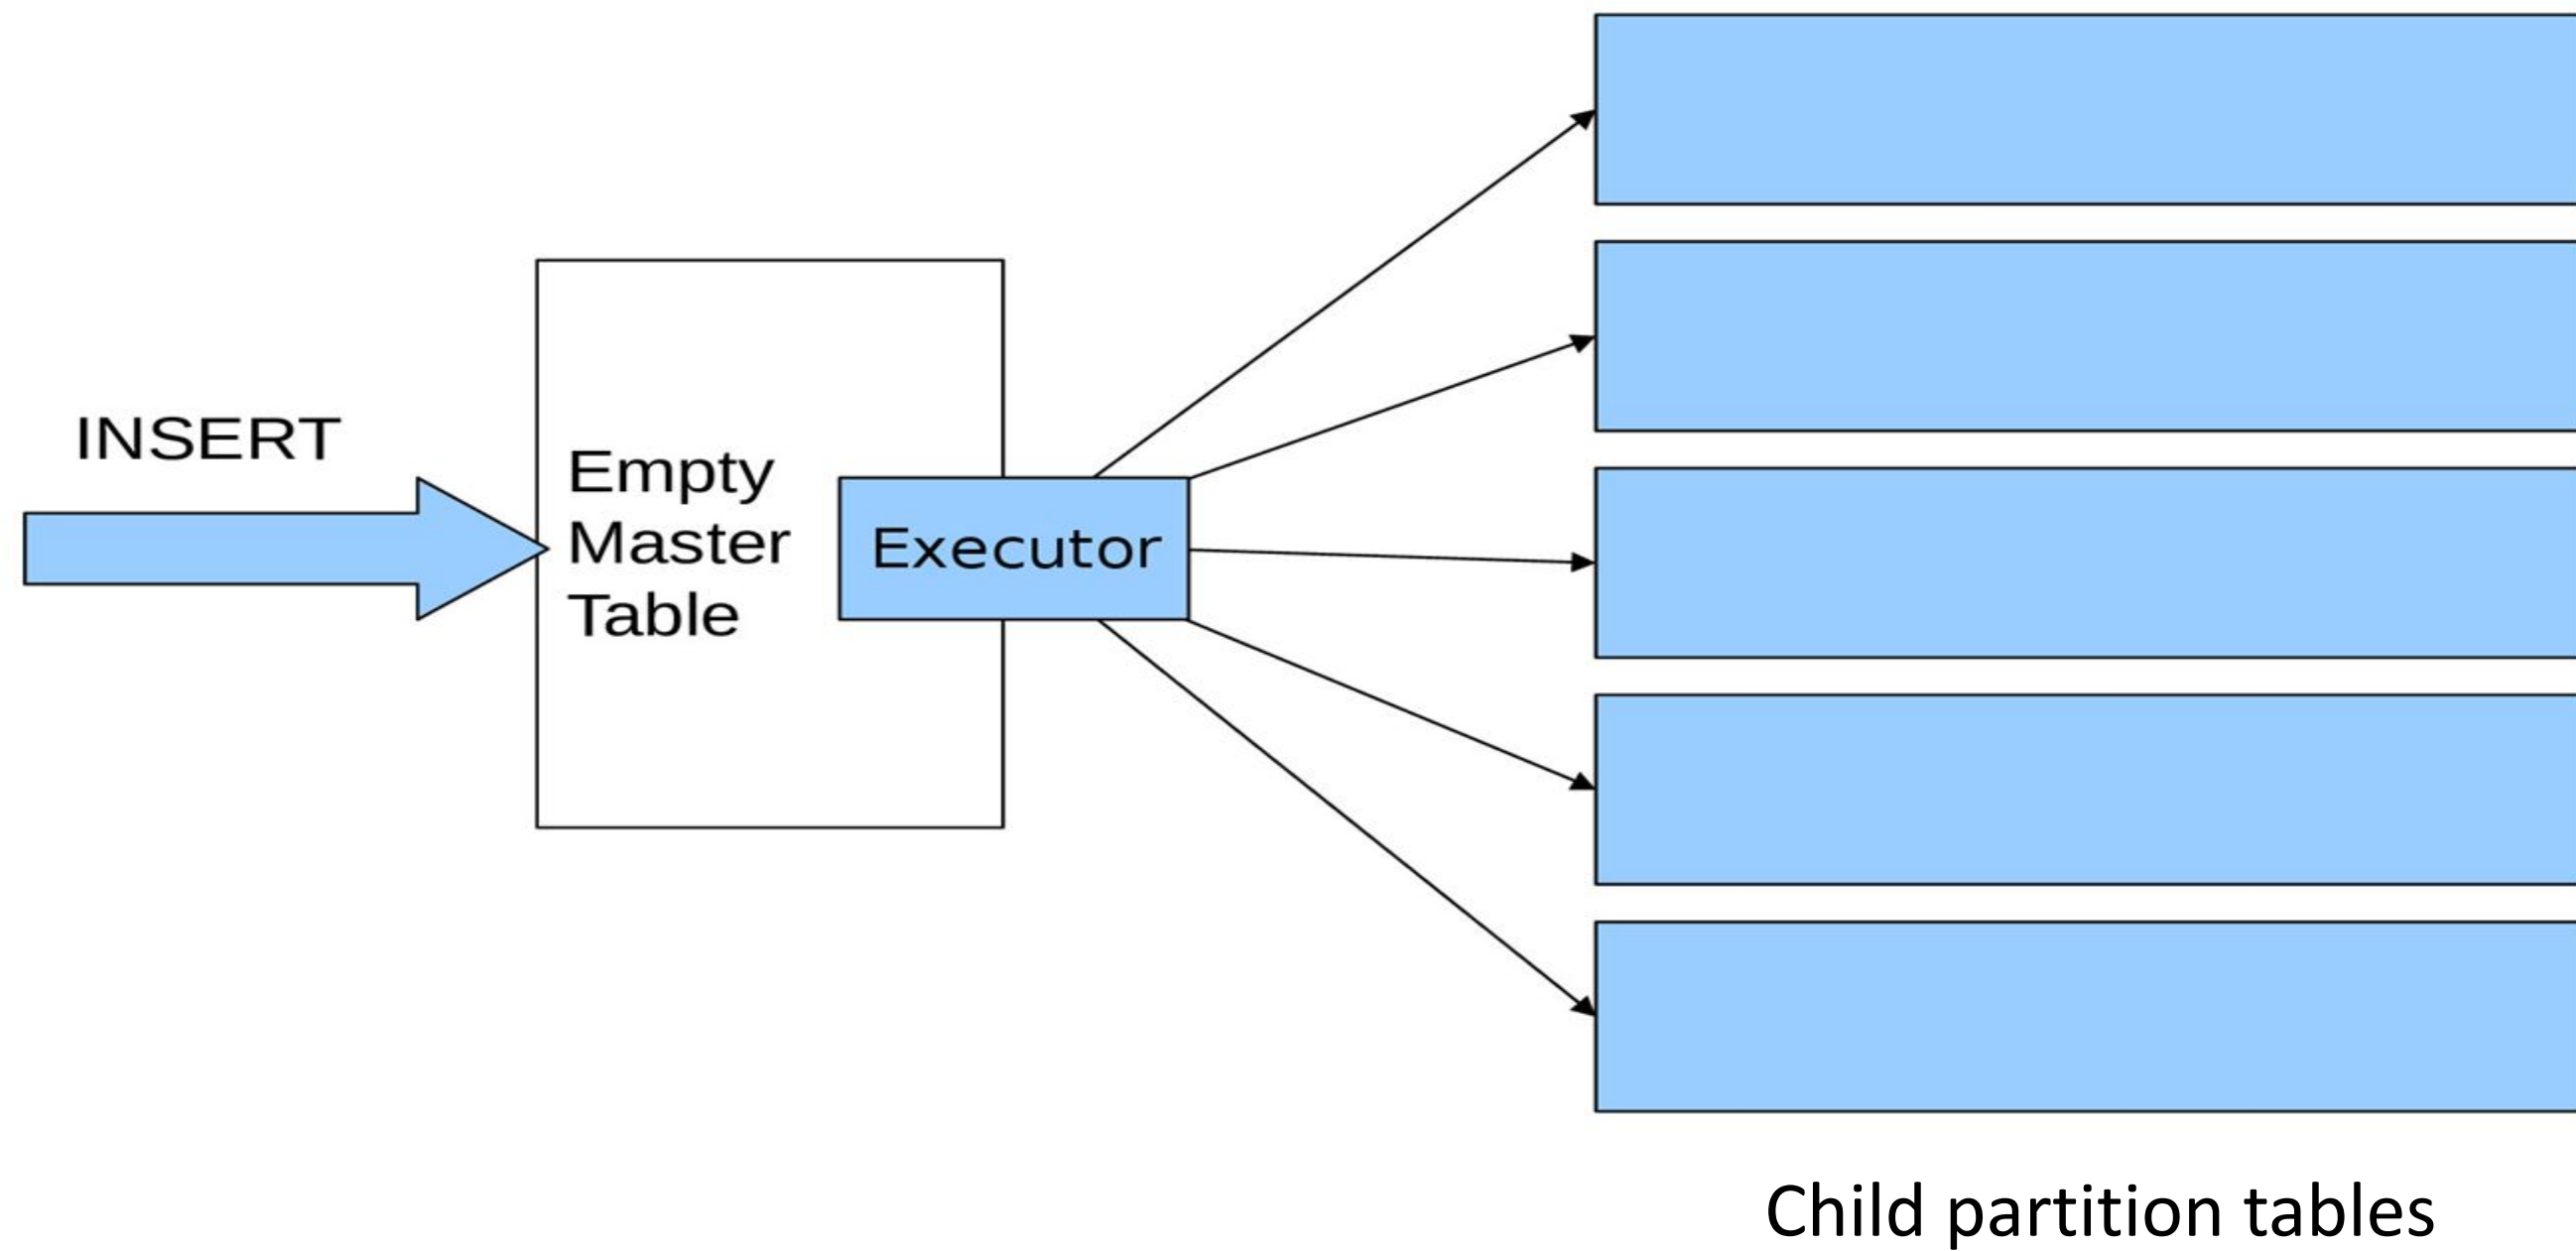 INSERT
Empty
Master
Table
Executor
Child partition tables